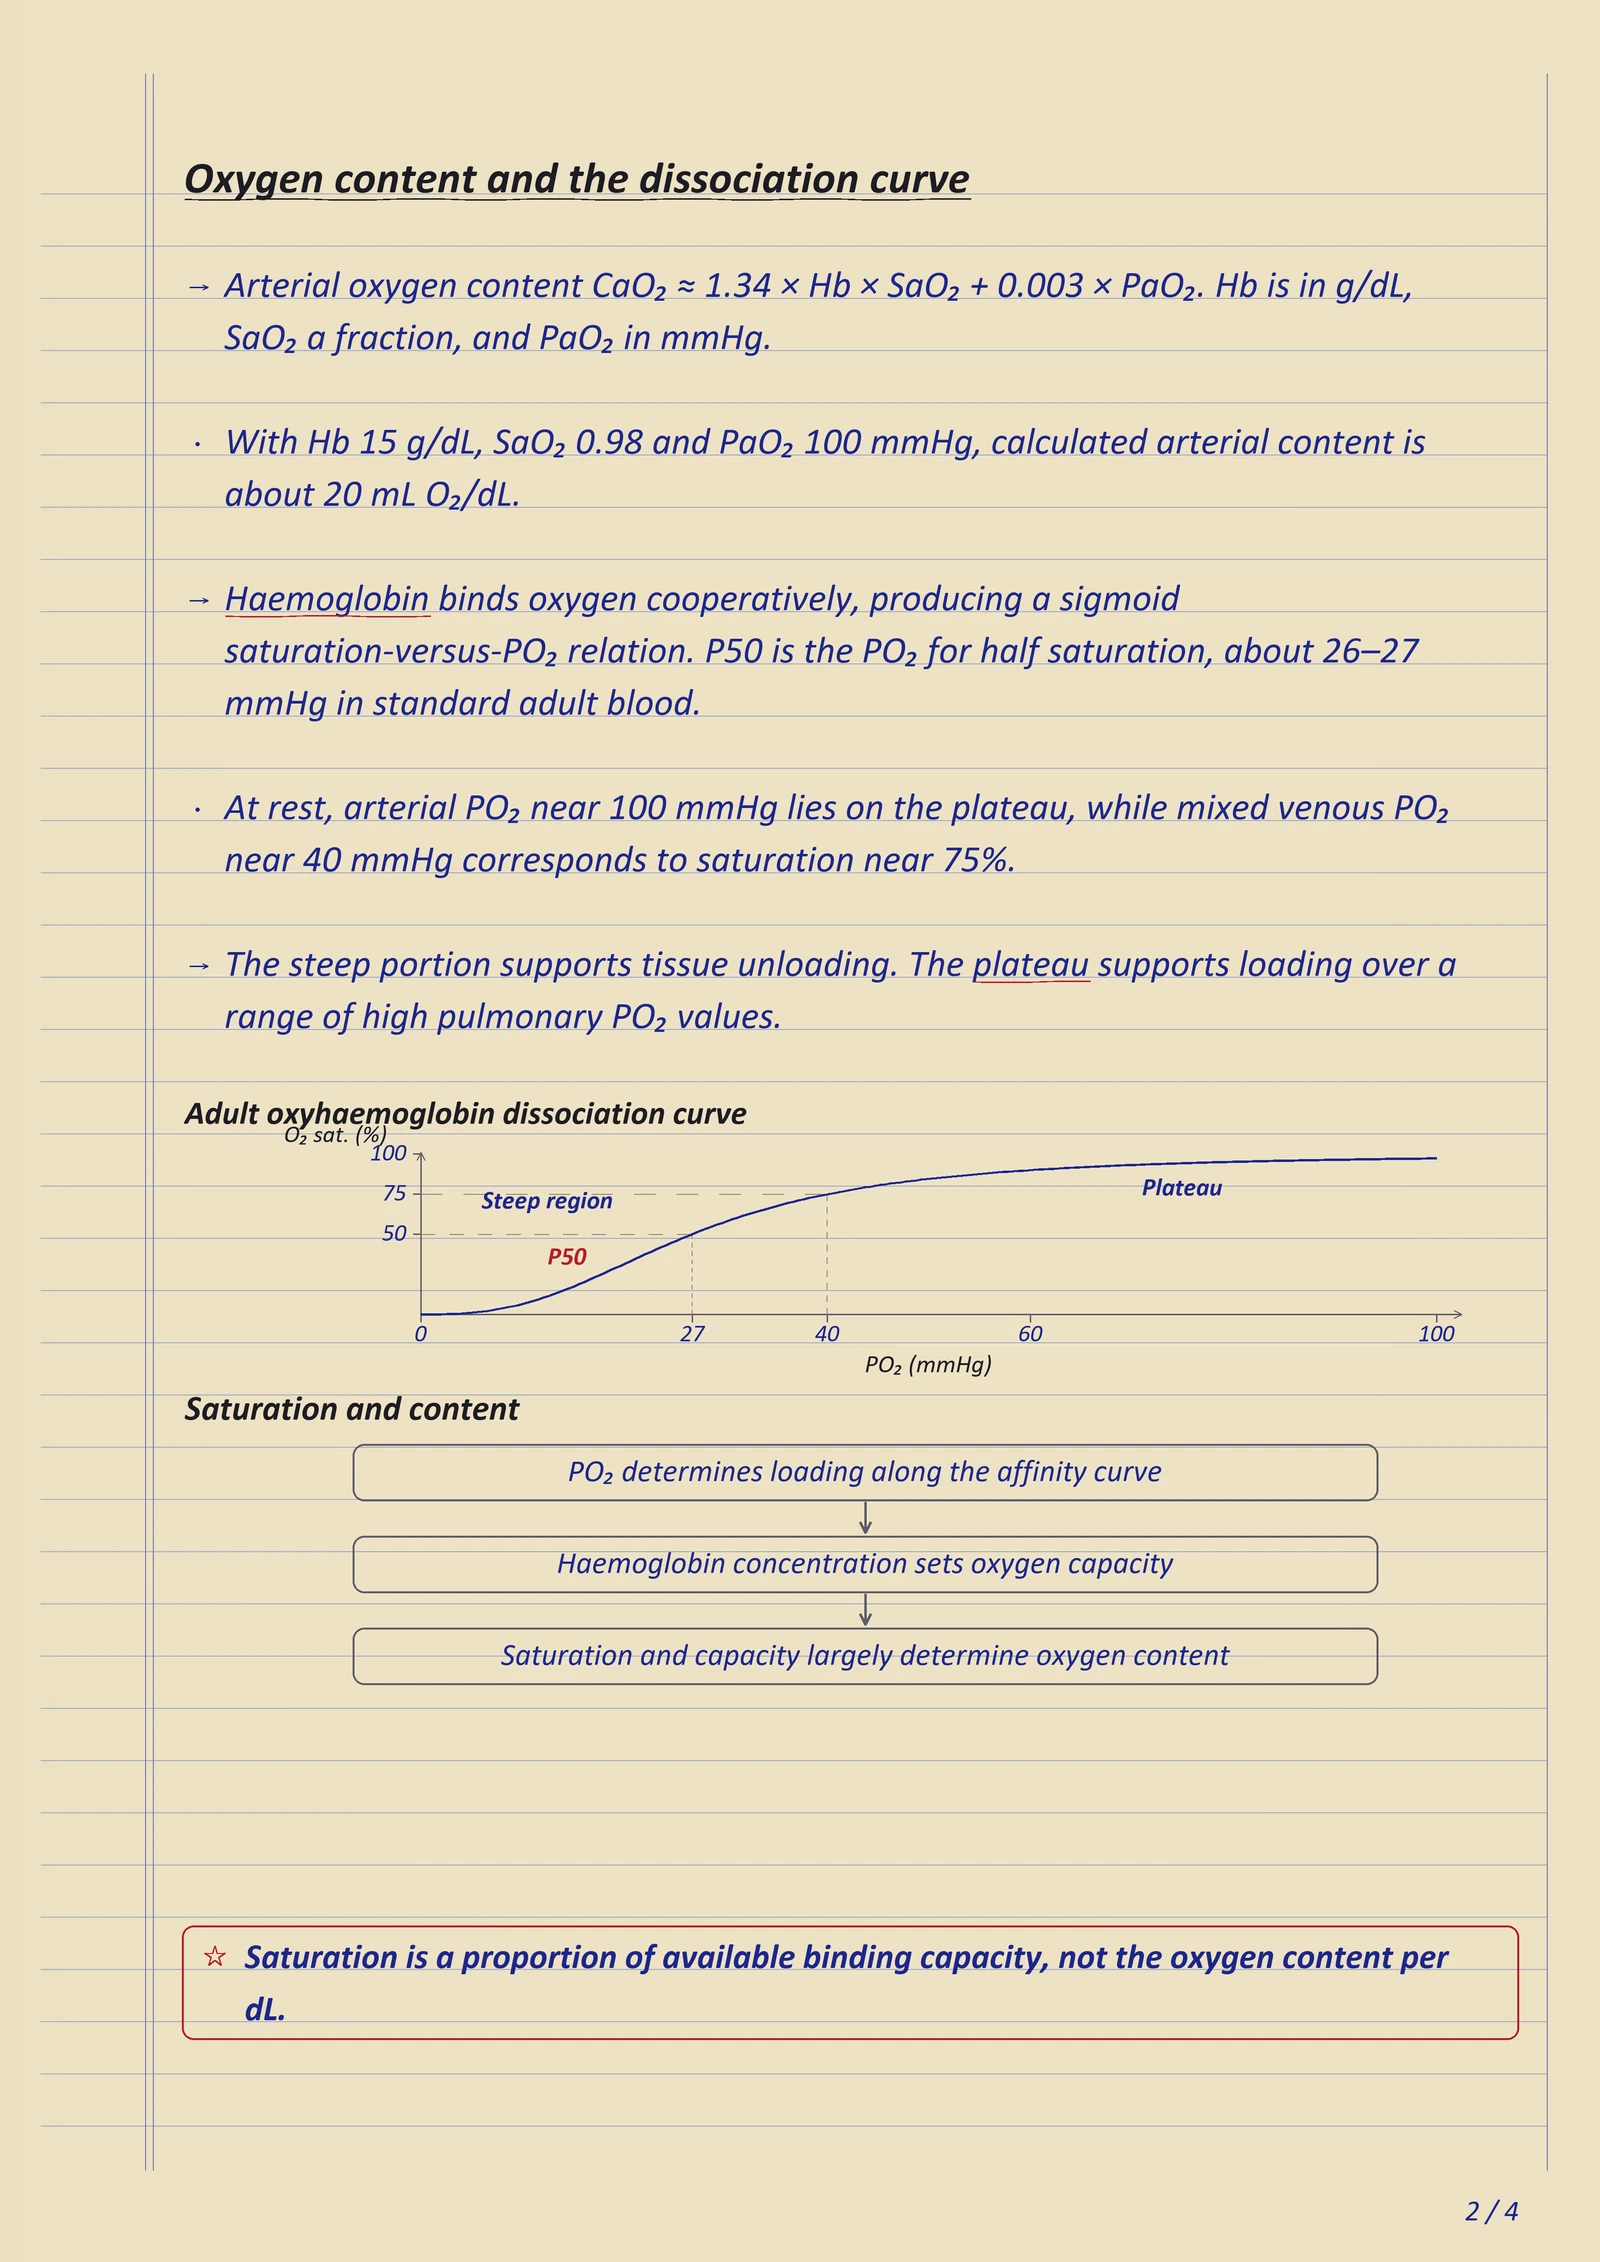 Oxygen content and the dissociation curve
→ Arterial oxygen content CaO₂ ≈ 1.34 × Hb × SaO₂ + 0.003 × PaO₂. Hb is in g/dL,
SaO₂ a fraction, and PaO₂ in mmHg.
· With Hb 15 g/dL, SaO₂ 0.98 and PaO₂ 100 mmHg, calculated arterial content is
about 20 mL O₂/dL.
→ Haemoglobin binds oxygen cooperatively, producing a sigmoid
saturation-versus-PO₂ relation. P50 is the PO₂ for half saturation, about 26–27
mmHg in standard adult blood.
· At rest, arterial PO₂ near 100 mmHg lies on the plateau, while mixed venous PO₂
near 40 mmHg corresponds to saturation near 75%.
→ The steep portion supports tissue unloading. The plateau supports loading over a
range of high pulmonary PO₂ values.
Adult oxyhaemoglobin dissociation curve
O₂ sat. (%)
100
75
Steep region
Plateau
50
P50
0 27 40 60 100
PO₂ (mmHg)
Saturation and content
PO₂ determines loading along the affinity curve
Haemoglobin concentration sets oxygen capacity
Saturation and capacity largely determine oxygen content
☆ Saturation is a proportion of available binding capacity, not the oxygen content per
dL.
2 / 4